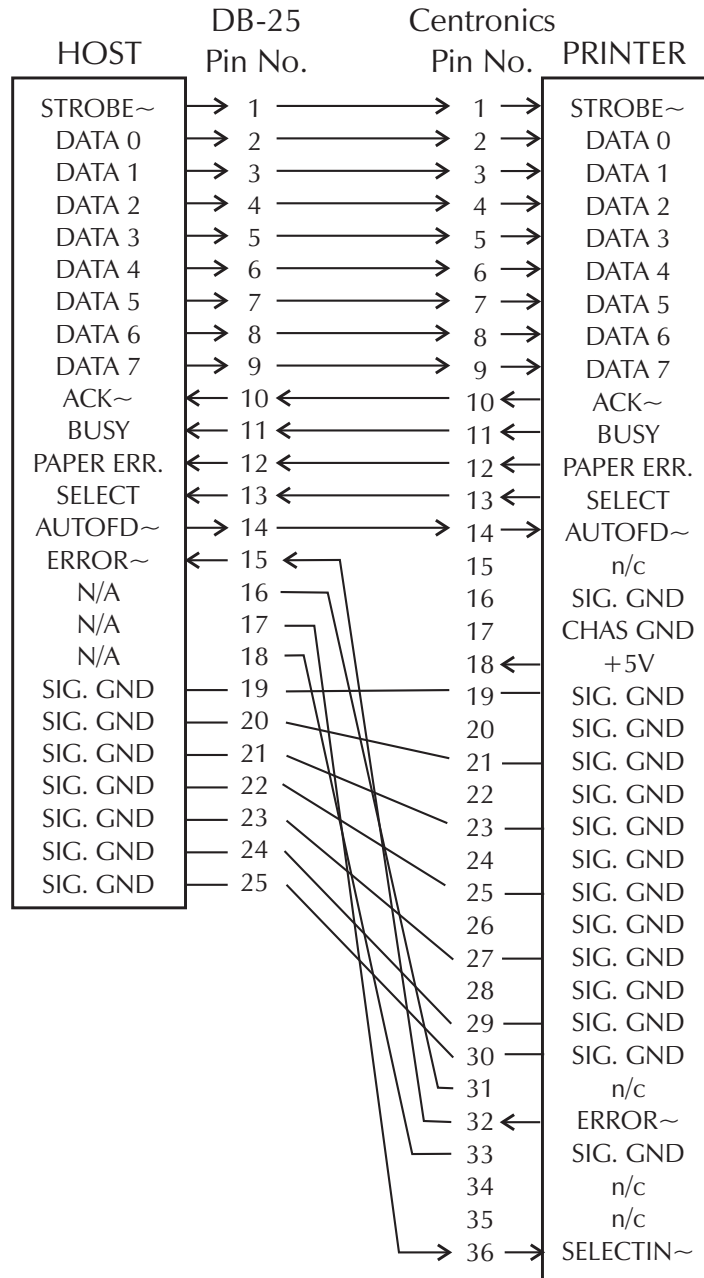 DB-25 Centronics
HOST Pin No. Pin No. PRINTER
STROBE~ 1 1 STROBE~
DATA 0 2 2 DATA 0
DATA 1 3 3 DATA 1
DATA 2 4 4 DATA 2
DATA 3 5 5 DATA 3
DATA 4 6 6 DATA 4
DATA 5 7 7 DATA 5
DATA 6 8 8 DATA 6
DATA 7 9 9 DATA 7
ACK~ 10 10 ACK~
BUSY 11 11 BUSY
PAPER ERR. 12 12 PAPER ERR.
SELECT 13 13 SELECT
AUTOFD~ 14 14 AUTOFD~
ERROR~ 15 15 n/c
N/A 16 16 SIG. GND
N/A 17 17 CHAS GND
N/A 18 18 +5V
SIG. GND 19 19 SIG. GND
SIG. GND 20 20 SIG. GND
SIG. GND 21 21 SIG. GND
SIG. GND 22 22 SIG. GND
SIG. GND 23 23 SIG. GND
SIG. GND 24 24 SIG. GND
SIG. GND 25 25 SIG. GND
26 SIG. GND
27 SIG. GND
28 SIG. GND
29 SIG. GND
30 SIG. GND
31 n/c
32 ERROR~
33 SIG. GND
34 n/c
35 n/c
36 SELECTIN~